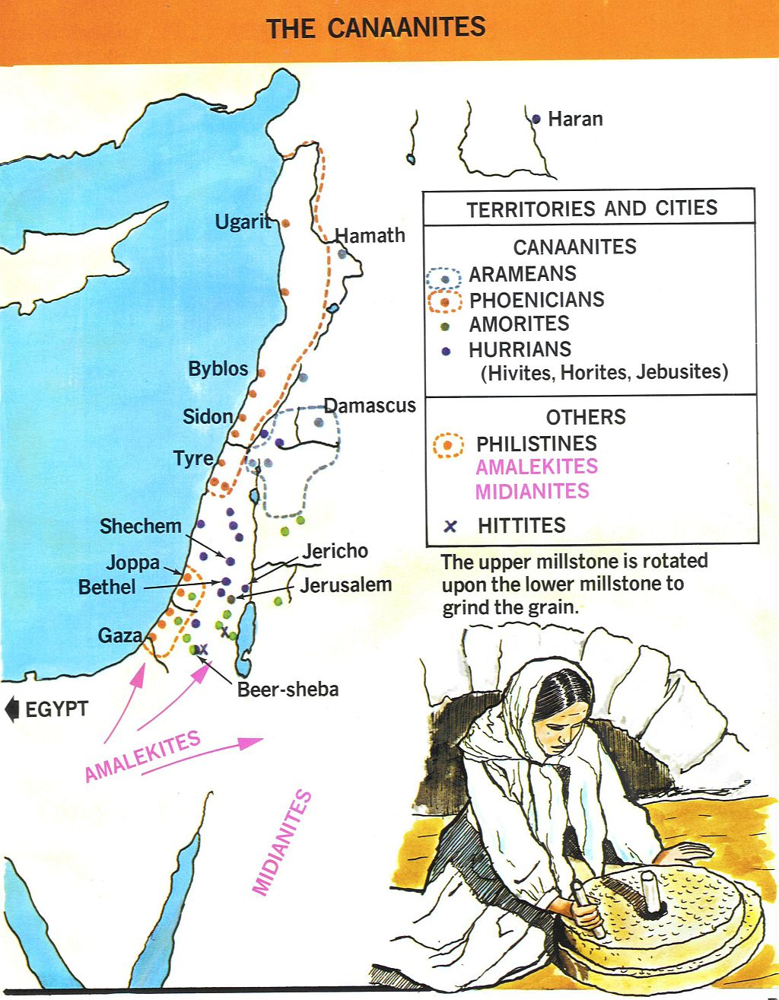 THE CANAANITES
Haran
Ugarit
Hamath
Byblos
Damascus
Sidon
Tyre
Shechem
Jericho
Joppa
Bethel
Jerusalem
Gaza
Beer-sheba
EGYPT
AMALEKITES
MIDIANITES
TERRITORIES AND CITIES
CANAANITES
ARAMEANS
PHOENICIANS
AMORITES
HURRIANS
(Hivites, Horites, Jebusites)
OTHERS
PHILISTINES
AMALEKITES
MIDIANITES
x HITTITES
The upper millstone is rotated
upon the lower millstone to
grind the grain.